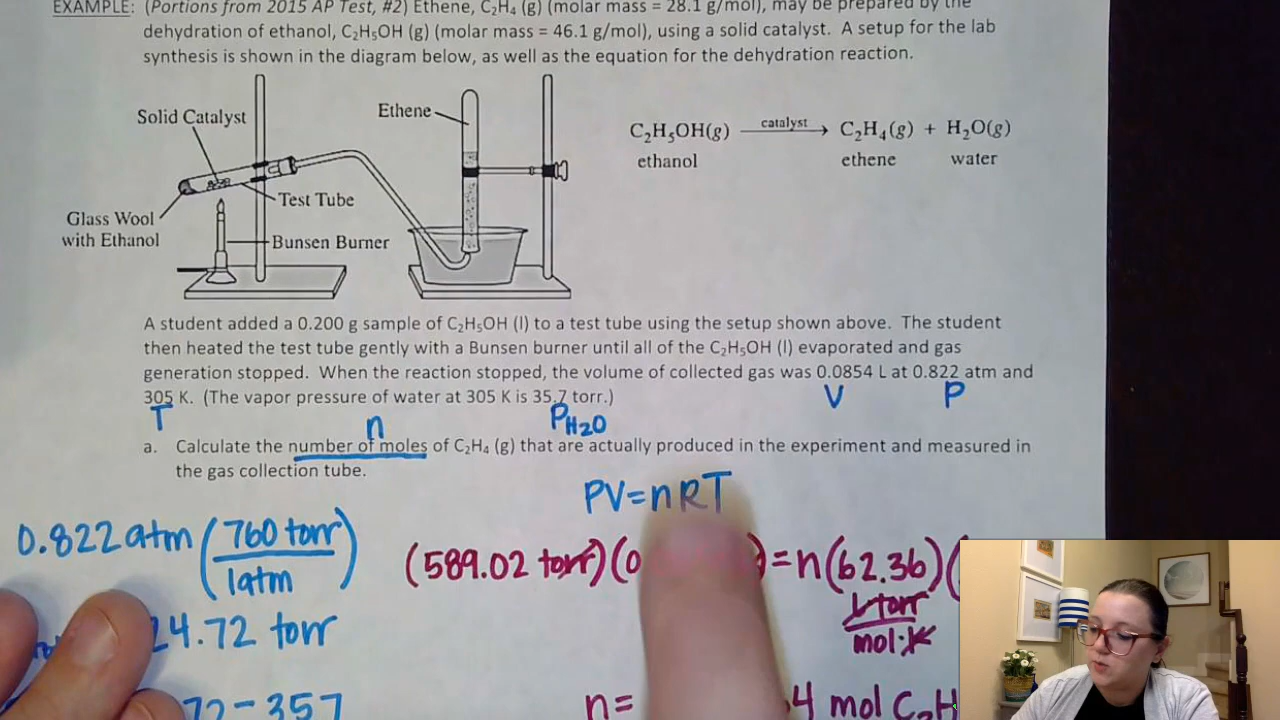 EXAMPLE: (Portions from 2015 AP Test, #2) Ethene, C₂H₄ (g) (molar mass = 28.1 g/mol), may be prepared by the
dehydration of ethanol, C₂H₅OH (g) (molar mass = 46.1 g/mol), using a solid catalyst. A setup for the lab
synthesis is shown in the diagram below, as well as the equation for the dehydration reaction.
Solid Catalyst
Ethene
Test Tube
Glass Wool
with Ethanol
Bunsen Burner
C₂H₅OH(g) catalyst → C₂H₄(g) + H₂O(g)
ethanol ethene water
A student added a 0.200 g sample of C₂H₅OH (l) to a test tube using the setup shown above. The student
then heated the test tube gently with a Bunsen burner until all of the C₂H₅OH (l) evaporated and gas
generation stopped. When the reaction stopped, the volume of collected gas was 0.0854 L at 0.822 atm and
305 K. (The vapor pressure of water at 305 K is 35.7 torr.)
V P
T n P H₂O
a. Calculate the number of moles of C₂H₄ (g) that are actually produced in the experiment and measured in
the gas collection tube.
PV=nRT
0.822 atm (760 torr
1atm)
(589.02 torr)(0 )=n(62.36)(
L·torr
mol·K
24.72 torr
72-357
n= 4 mol C₂H